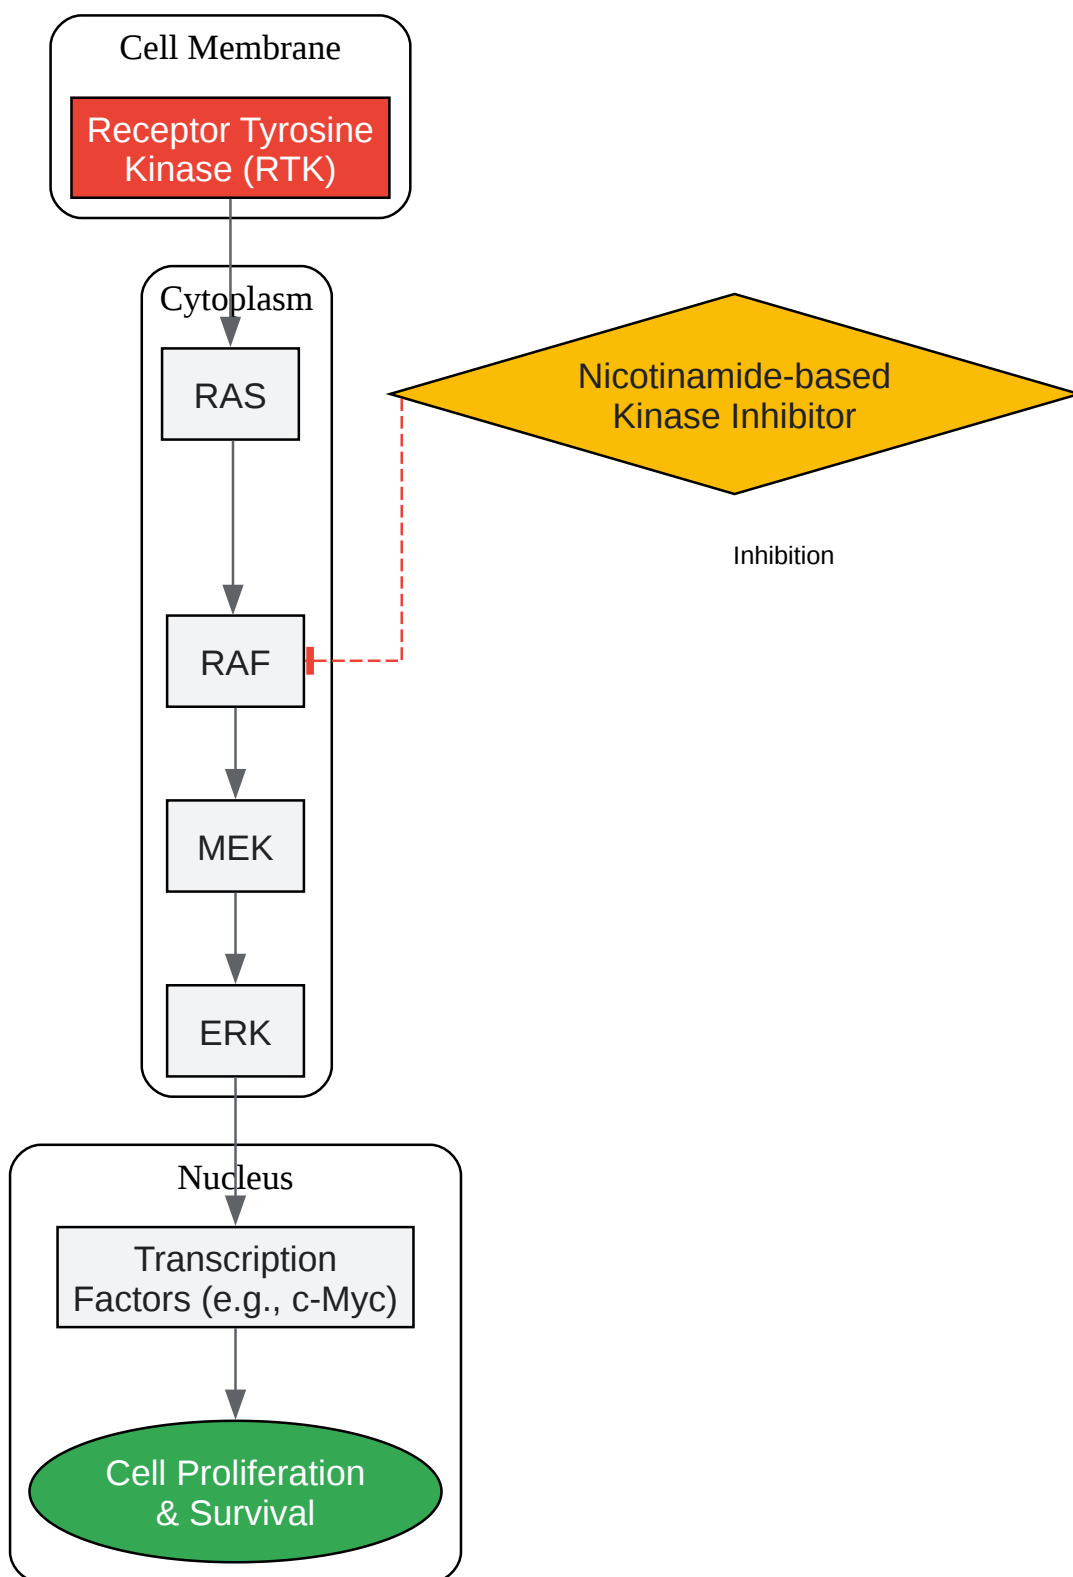 Cell Membrane
Receptor Tyrosine
Kinase (RTK)
Cytoplasm
RAS
Nicotinamide-based
Kinase Inhibitor
Inhibition
RAF
MEK
ERK
Nucleus
Transcription
Factors (e.g., c-Myc)
Cell Proliferation
& Survival